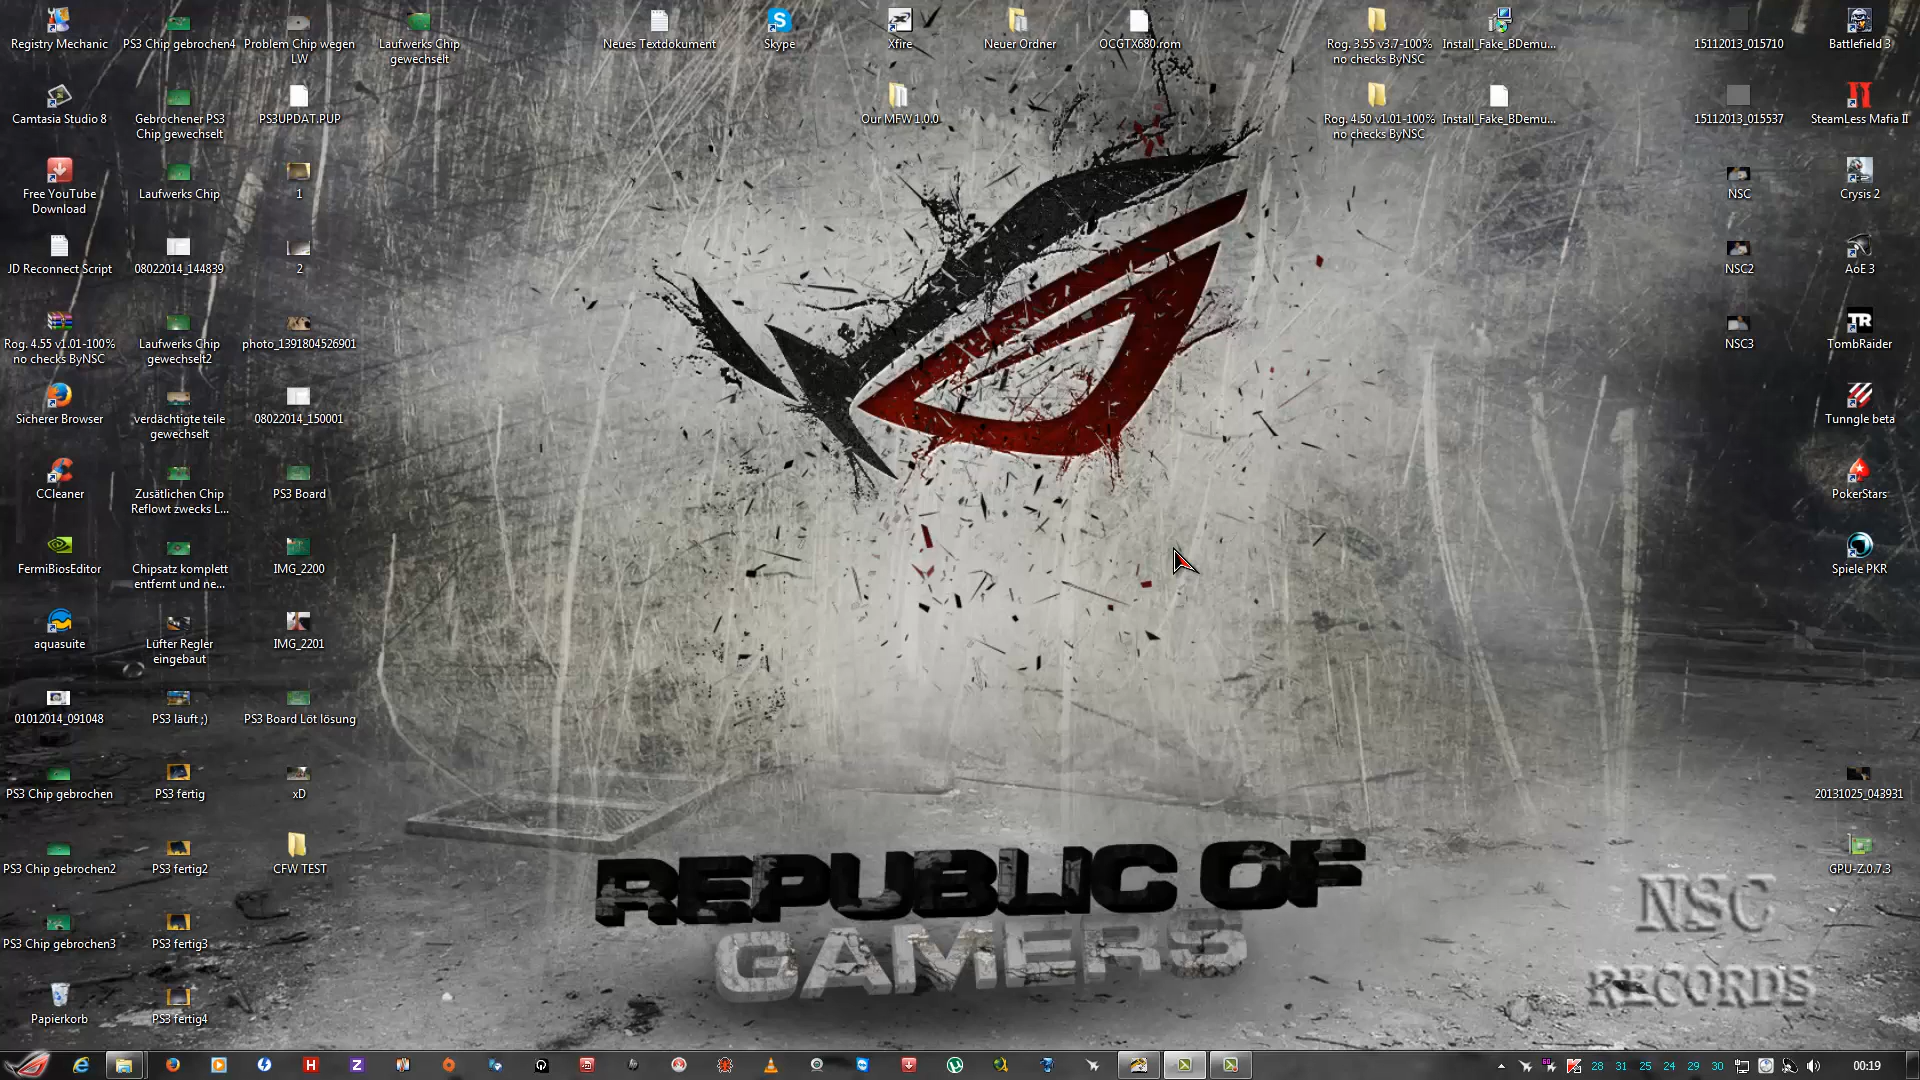 Registry Mechanic
PS3 Chip gebrochen4
Problem Chip wegen
LW
Laufwerks Chip
gewechselt
Neues Textdokument
Skype
Xfire
Neuer Ordner
OCGTX680.rom
Rog. 3.55 v3.7-100%
no checks ByNSC
Install_Fake_BDemu...
15112013_015710
Battlefield 3
Camtasia Studio 8
Gebrochener PS3
Chip gewechselt
PS3UPDAT.PUP
Our MFW 1.0.0
Rog. 4.50 v1.01-100%
no checks ByNSC
Install_Fake_BDemu...
15112013_015537
SteamLess Mafia II
Free YouTube
Download
Laufwerks Chip
1
NSC
Crysis 2
JD Reconnect Script
08022014_144839
2
NSC2
AoE 3
Rog. 4.55 v1.01-100%
no checks ByNSC
Laufwerks Chip
gewechselt2
photo_1391804526901
NSC3
TR
TombRaider
Sicherer Browser
verdächtigte teile
gewechselt
08022014_150001
Tunngle beta
CCleaner
Zusätlichen Chip
Reflowt zwecks L...
PS3 Board
PokerStars
FermiBiosEditor
Chipsatz komplett
entfernt und ne...
IMG_2200
Spiele PKR
aquasuite
Lüfter Regler
eingebaut
IMG_2201
01012014_091048
PS3 läuft ;)
PS3 Board Löt lösung
PS3 Chip gebrochen
PS3 fertig
xD
20131025_043931
PS3 Chip gebrochen2
PS3 fertig2
CFW TEST
GPU-Z.0.7.3
PS3 Chip gebrochen3
PS3 fertig3
Papierkorb
PS3 fertig4
REPUBLIC OF
GAMERS
NSC
RECORDS
28 31 25 24 29 30
00:19